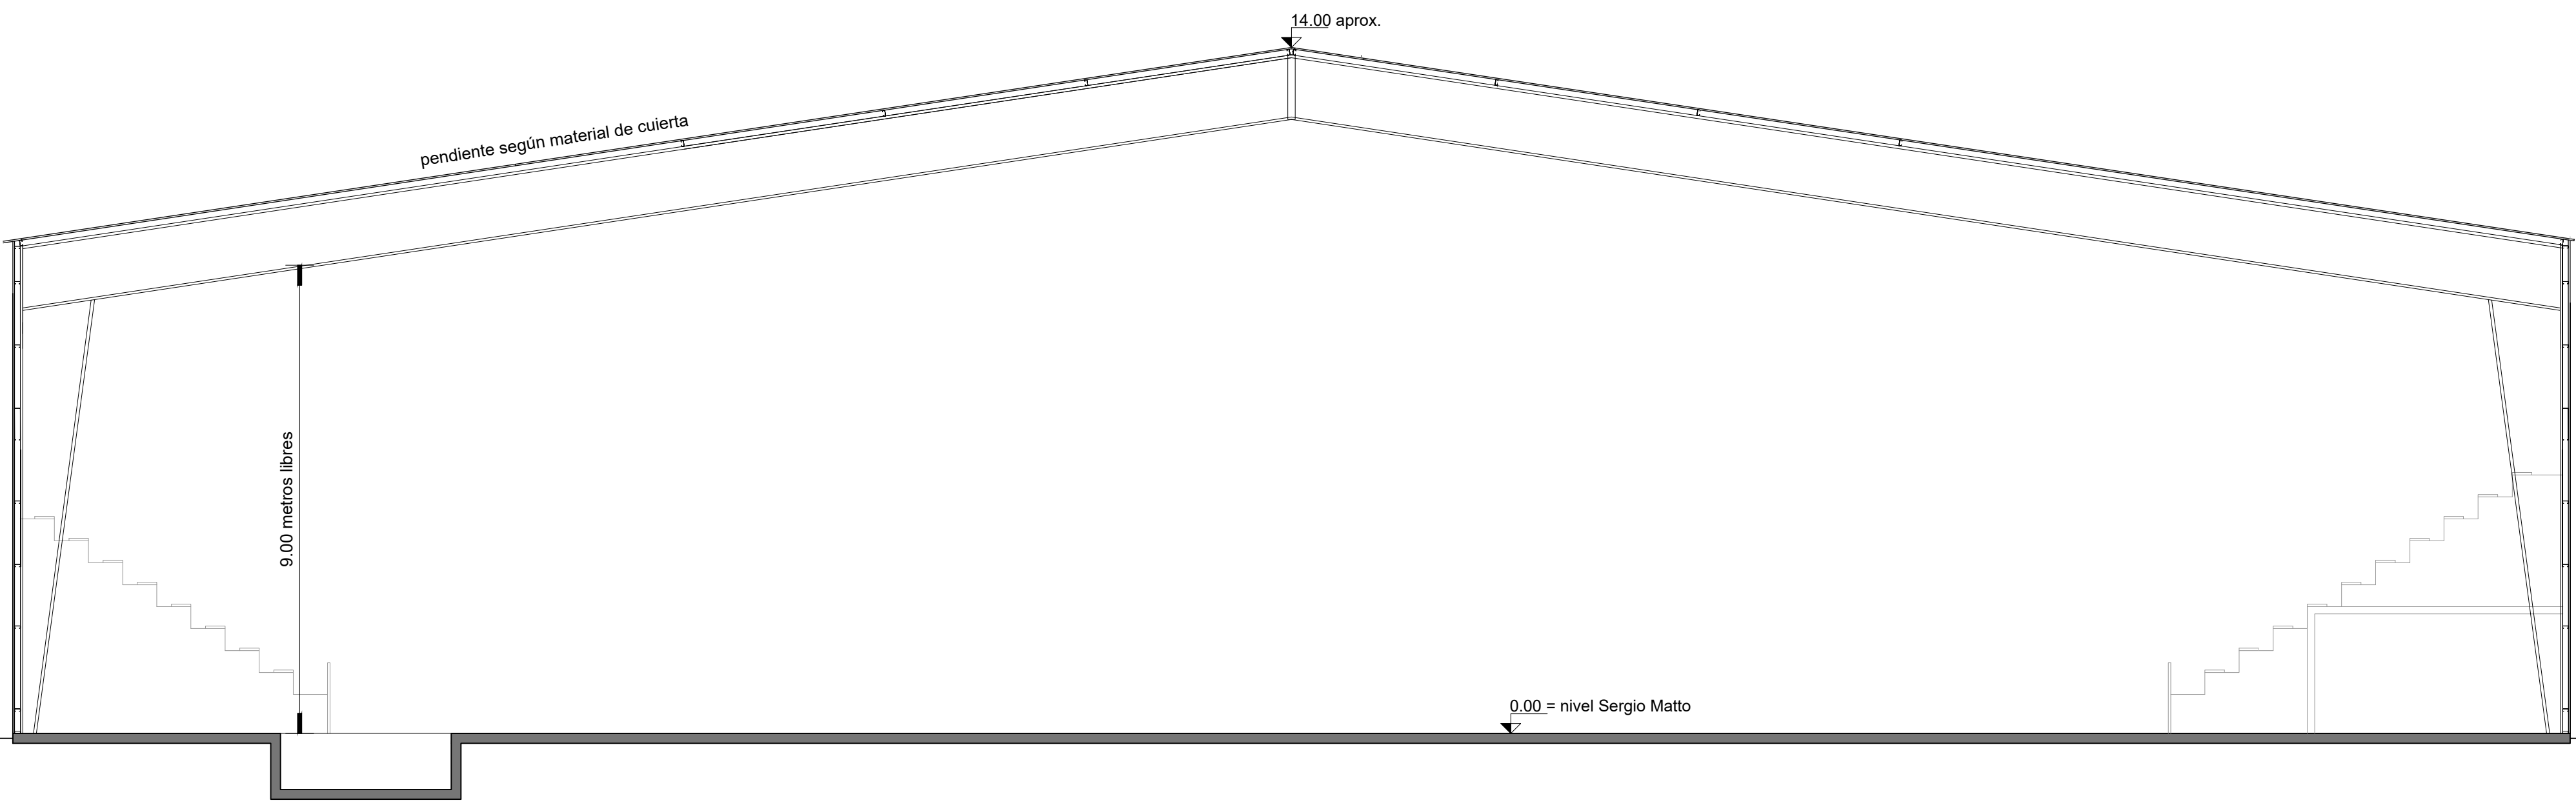 14.00 aprox.
pendiente según material de cuierta
9.00 metros libres
0.00 = nivel Sergio Matto